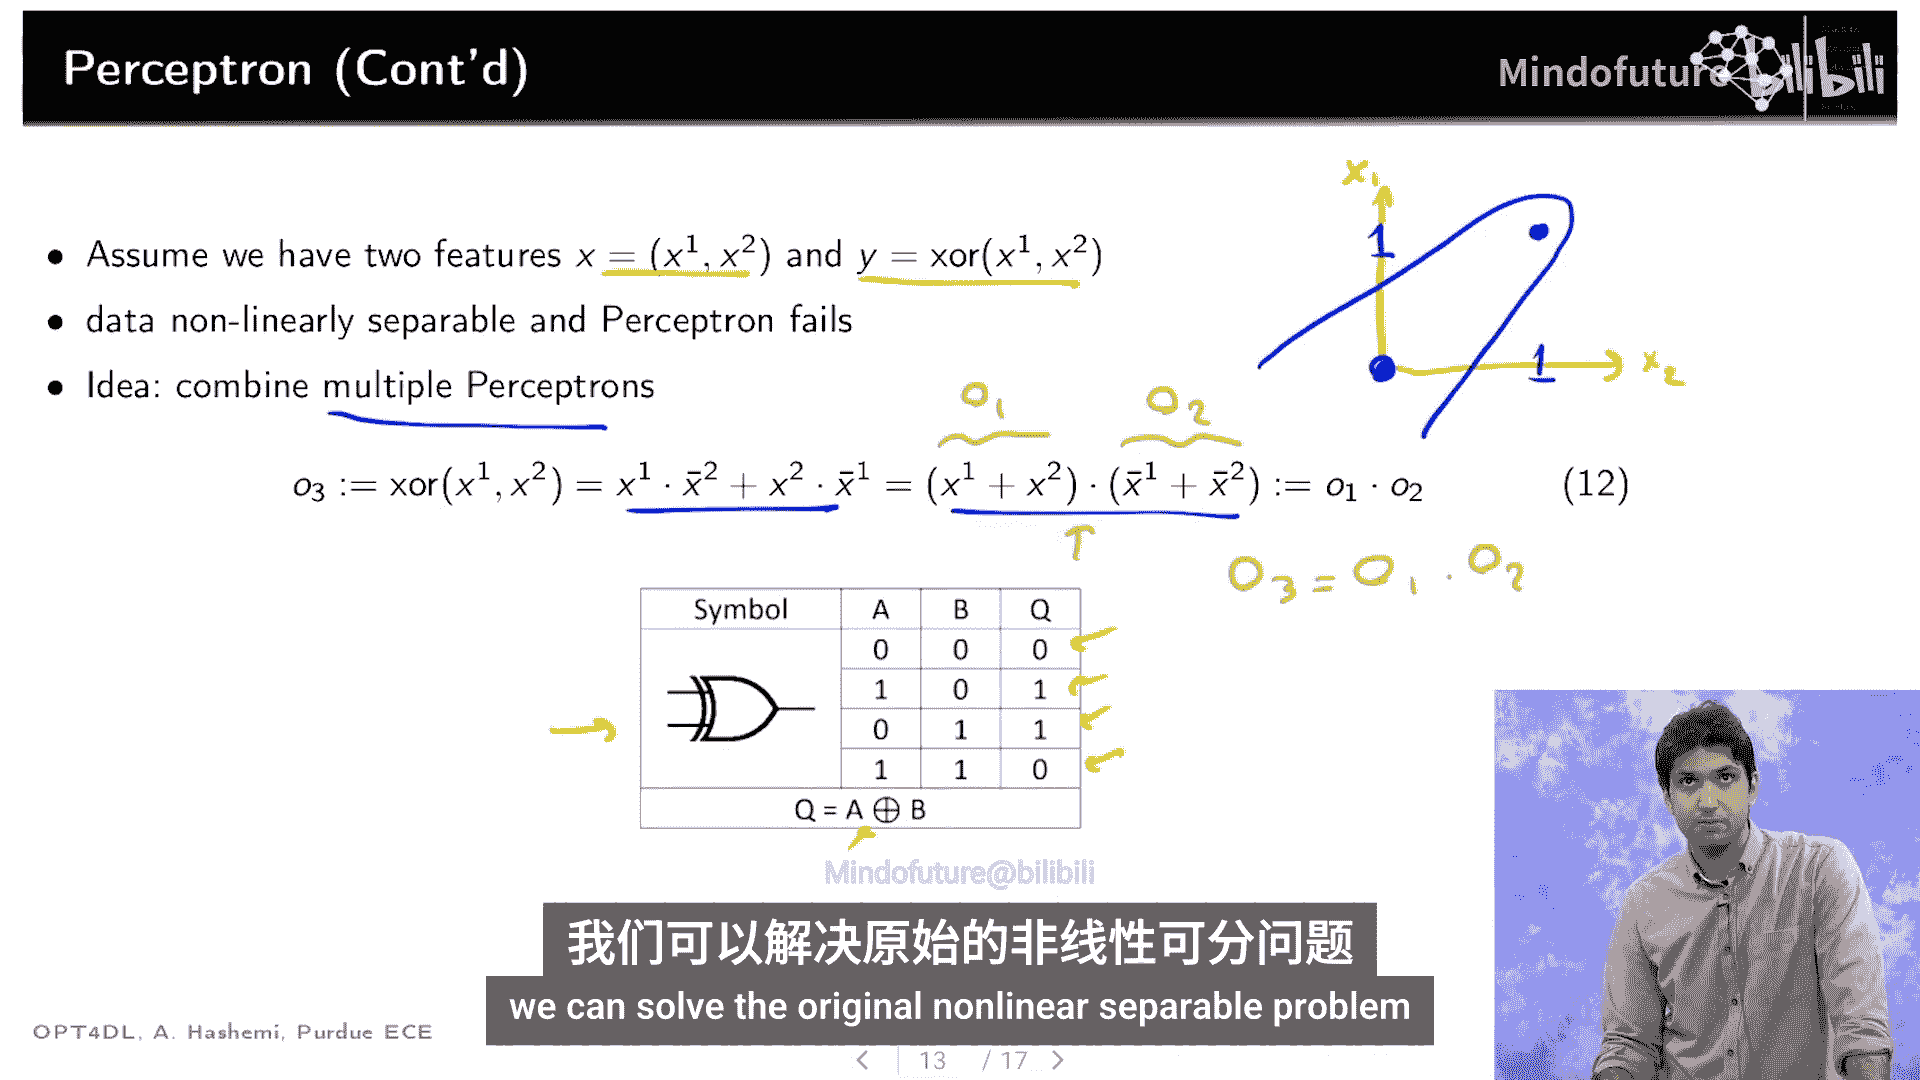 Perceptron (Cont'd)
Mindofuture bilibili
x₁
1
• Assume we have two features x = (x¹, x²) and y = xor(x¹, x²)
• data non-linearly separable and Perceptron fails
1 x₂
• Idea: combine multiple Perceptrons
o₁ o₂
o₃ := xor(x¹, x²) = x¹ · x̄² + x² · x̄¹ = (x¹ + x²) · (x̄¹ + x̄²) := o₁ · o₂ (12)
o₃ = o₁ . o₂
Symbol A B Q
0 0 0
1 0 1
0 1 1
1 1 0
Q = A ⊕ B
Mindofuture@bilibili
我们可以解决原始的非线性可分问题
we can solve the original nonlinear separable problem
OPT4DL, A. Hashemi, Purdue ECE
13 / 17